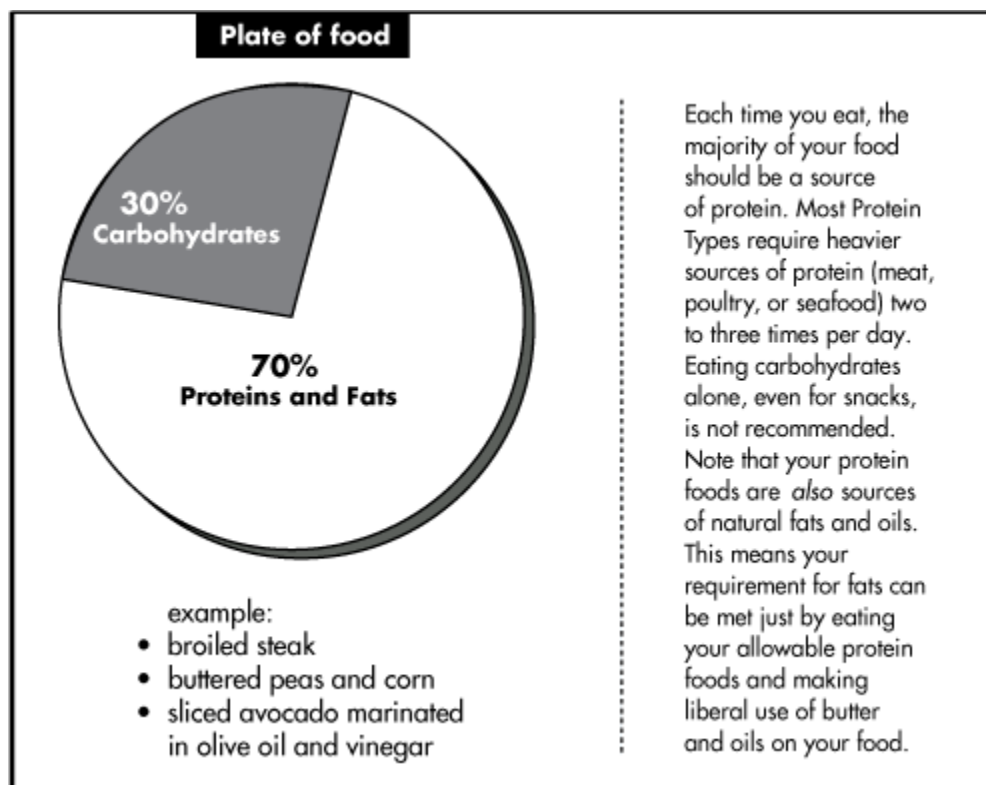 Plate of food
30%
Carbohydrates
70%
Proteins and Fats
example:
• broiled steak
• buttered peas and corn
• sliced avocado marinated
in olive oil and vinegar
Each time you eat, the
majority of your food
should be a source
of protein. Most Protein
Types require heavier
sources of protein (meat,
poultry, or seafood) two
to three times per day.
Eating carbohydrates
alone, even for snacks,
is not recommended.
Note that your protein
foods are also sources
of natural fats and oils.
This means your
requirement for fats can
be met just by eating
your allowable protein
foods and making
liberal use of butter
and oils on your food.